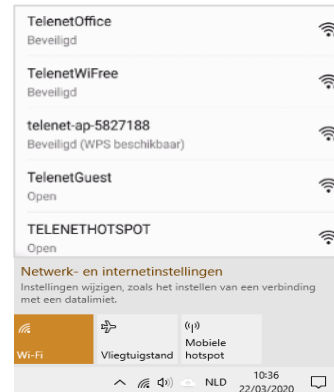 TelenetOffice
Beveiligd
TelenetWiFree
Beveiligd
telenet-ap-5827188
Beveiligd (WPS beschikbaar)
TelenetGuest
Open
TELENETHOTSPOT
Open
Netwerk- en internetinstellingen
Instellingen wijzigen, zoals het instellen van een verbinding
met een datalimiet.
Wi-Fi
Vliegtuigstand
Mobiele
hotspot
NLD
10:36
22/03/2020